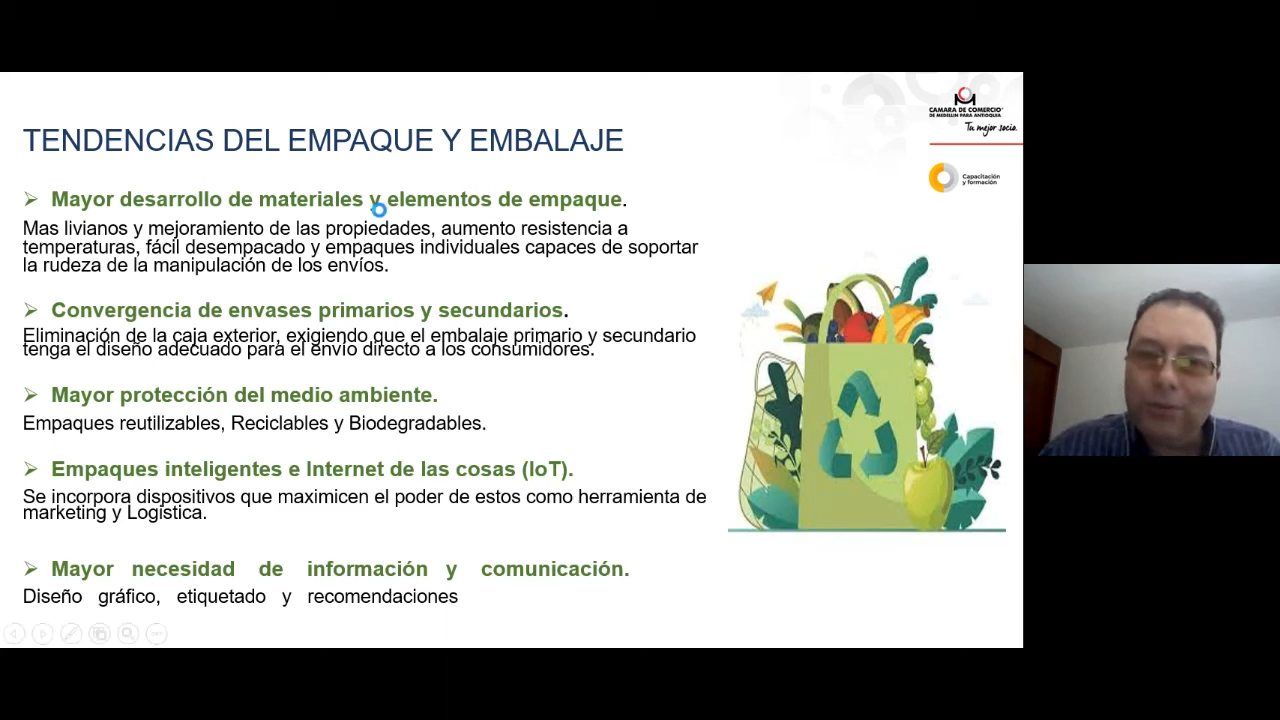 CAMARA DE COMERCIO
DE MEDELLIN PARA ANTIOQUIA
Tu mejor socio.
TENDENCIAS DEL EMPAQUE Y EMBALAJE
Capacitación
y formación
Mayor desarrollo de materiales y elementos de empaque.
Mas livianos y mejoramiento de las propiedades, aumento resistencia a
temperaturas, fácil desempacado y empaques individuales capaces de soportar
la rudeza de la manipulación de los envíos.
Convergencia de envases primarios y secundarios.
Eliminación de la caja exterior, exigiendo que el embalaje primario y secundario
tenga el diseño adecuado para el envío directo a los consumidores.
Mayor protección del medio ambiente.
Empaques reutilizables, Reciclables y Biodegradables.
Empaques inteligentes e Internet de las cosas (IoT).
Se incorpora dispositivos que maximicen el poder de estos como herramienta de
marketing y Logística.
Mayor necesidad de información y comunicación.
Diseño gráfico, etiquetado y recomendaciones